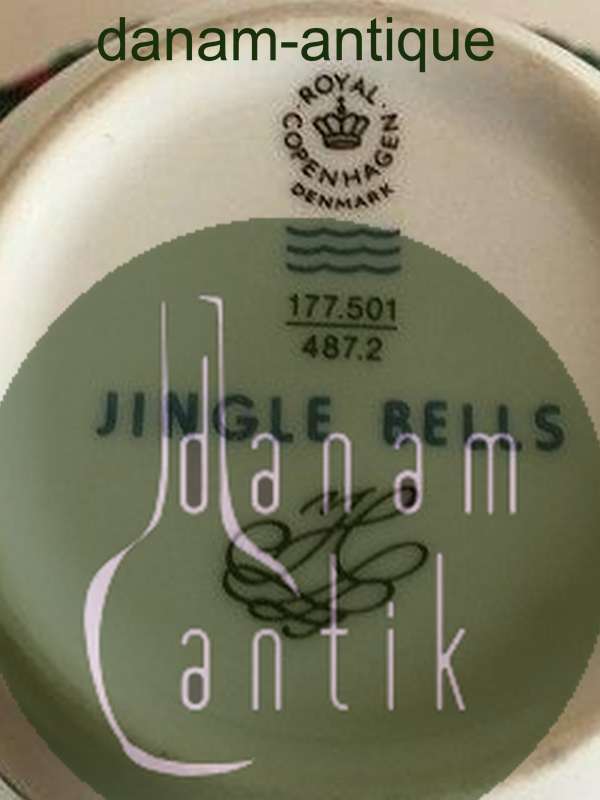 danam-antique
ROYAL
COPENHAGEN
DENMARK
177.501
487.2
JINGLE BELLS
danam
antik